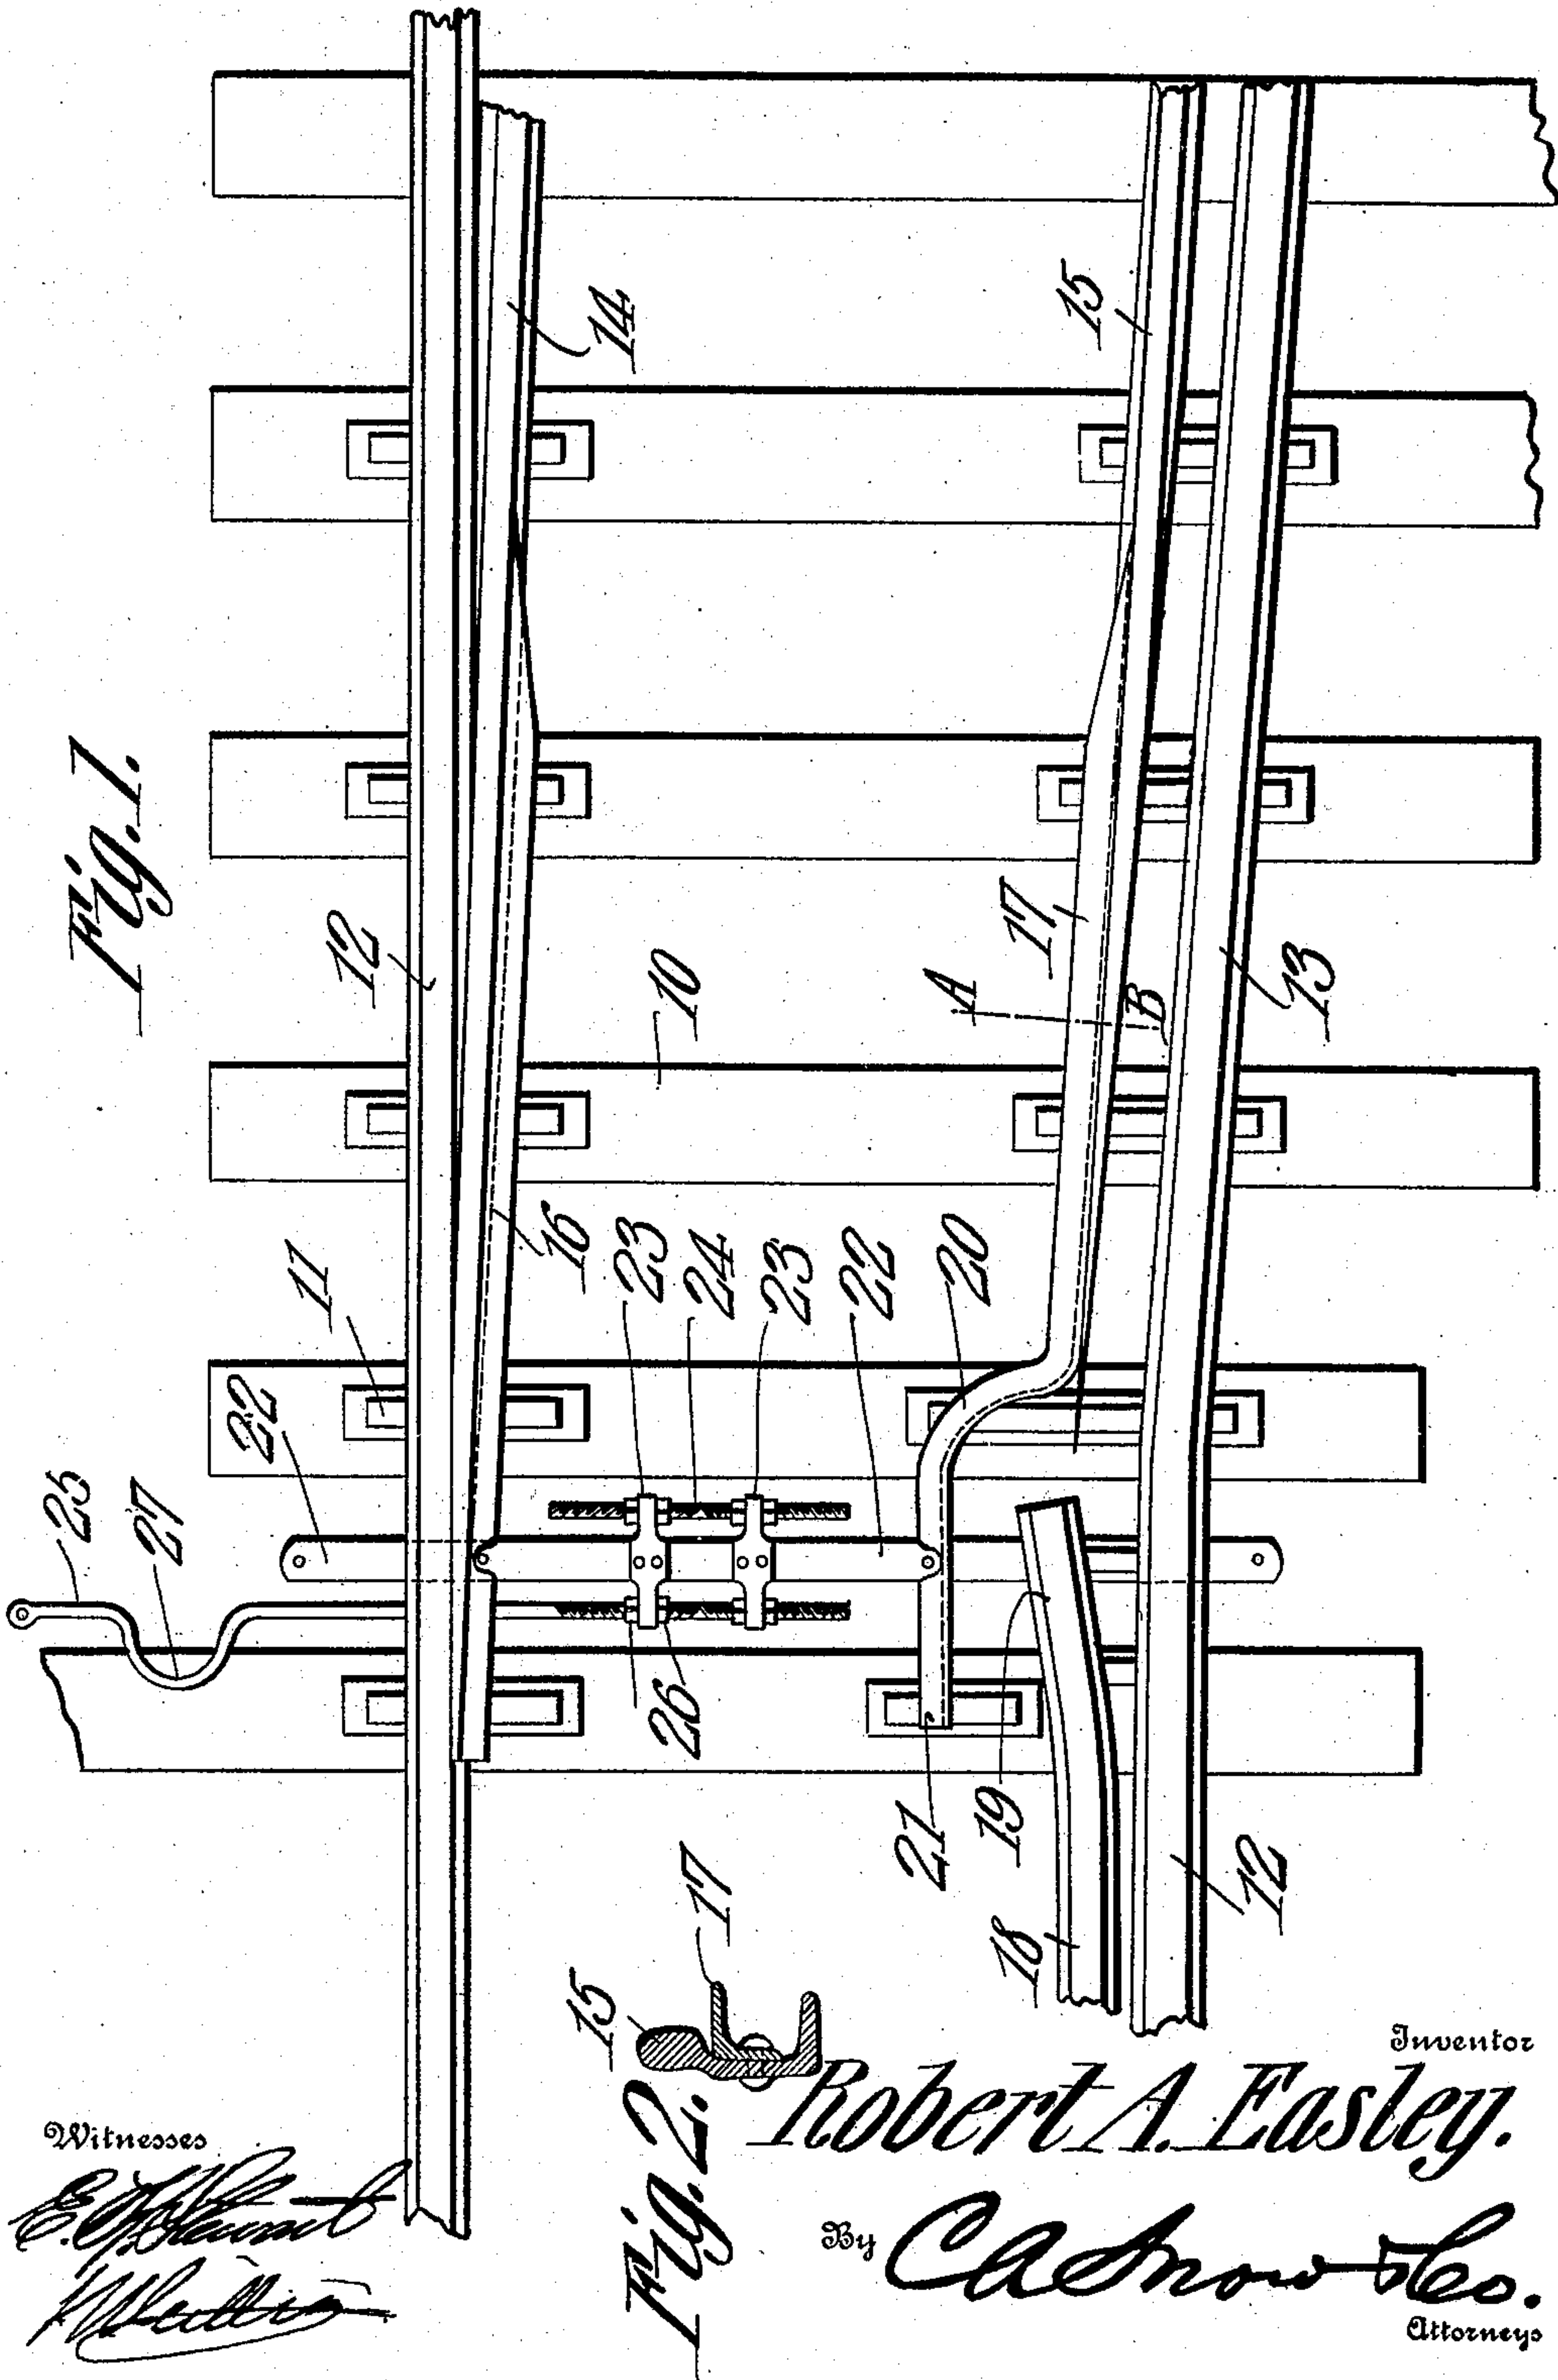 Fig. 1.
14
15
12
10
17
A
B
13
11
16
23
24
23
22
20
22
25
27
26
21
19
18
12
15
17
Fig. 2.
Inventor
Robert A. Easley.
Witnesses
By C A Snow & Co.
Attorneys